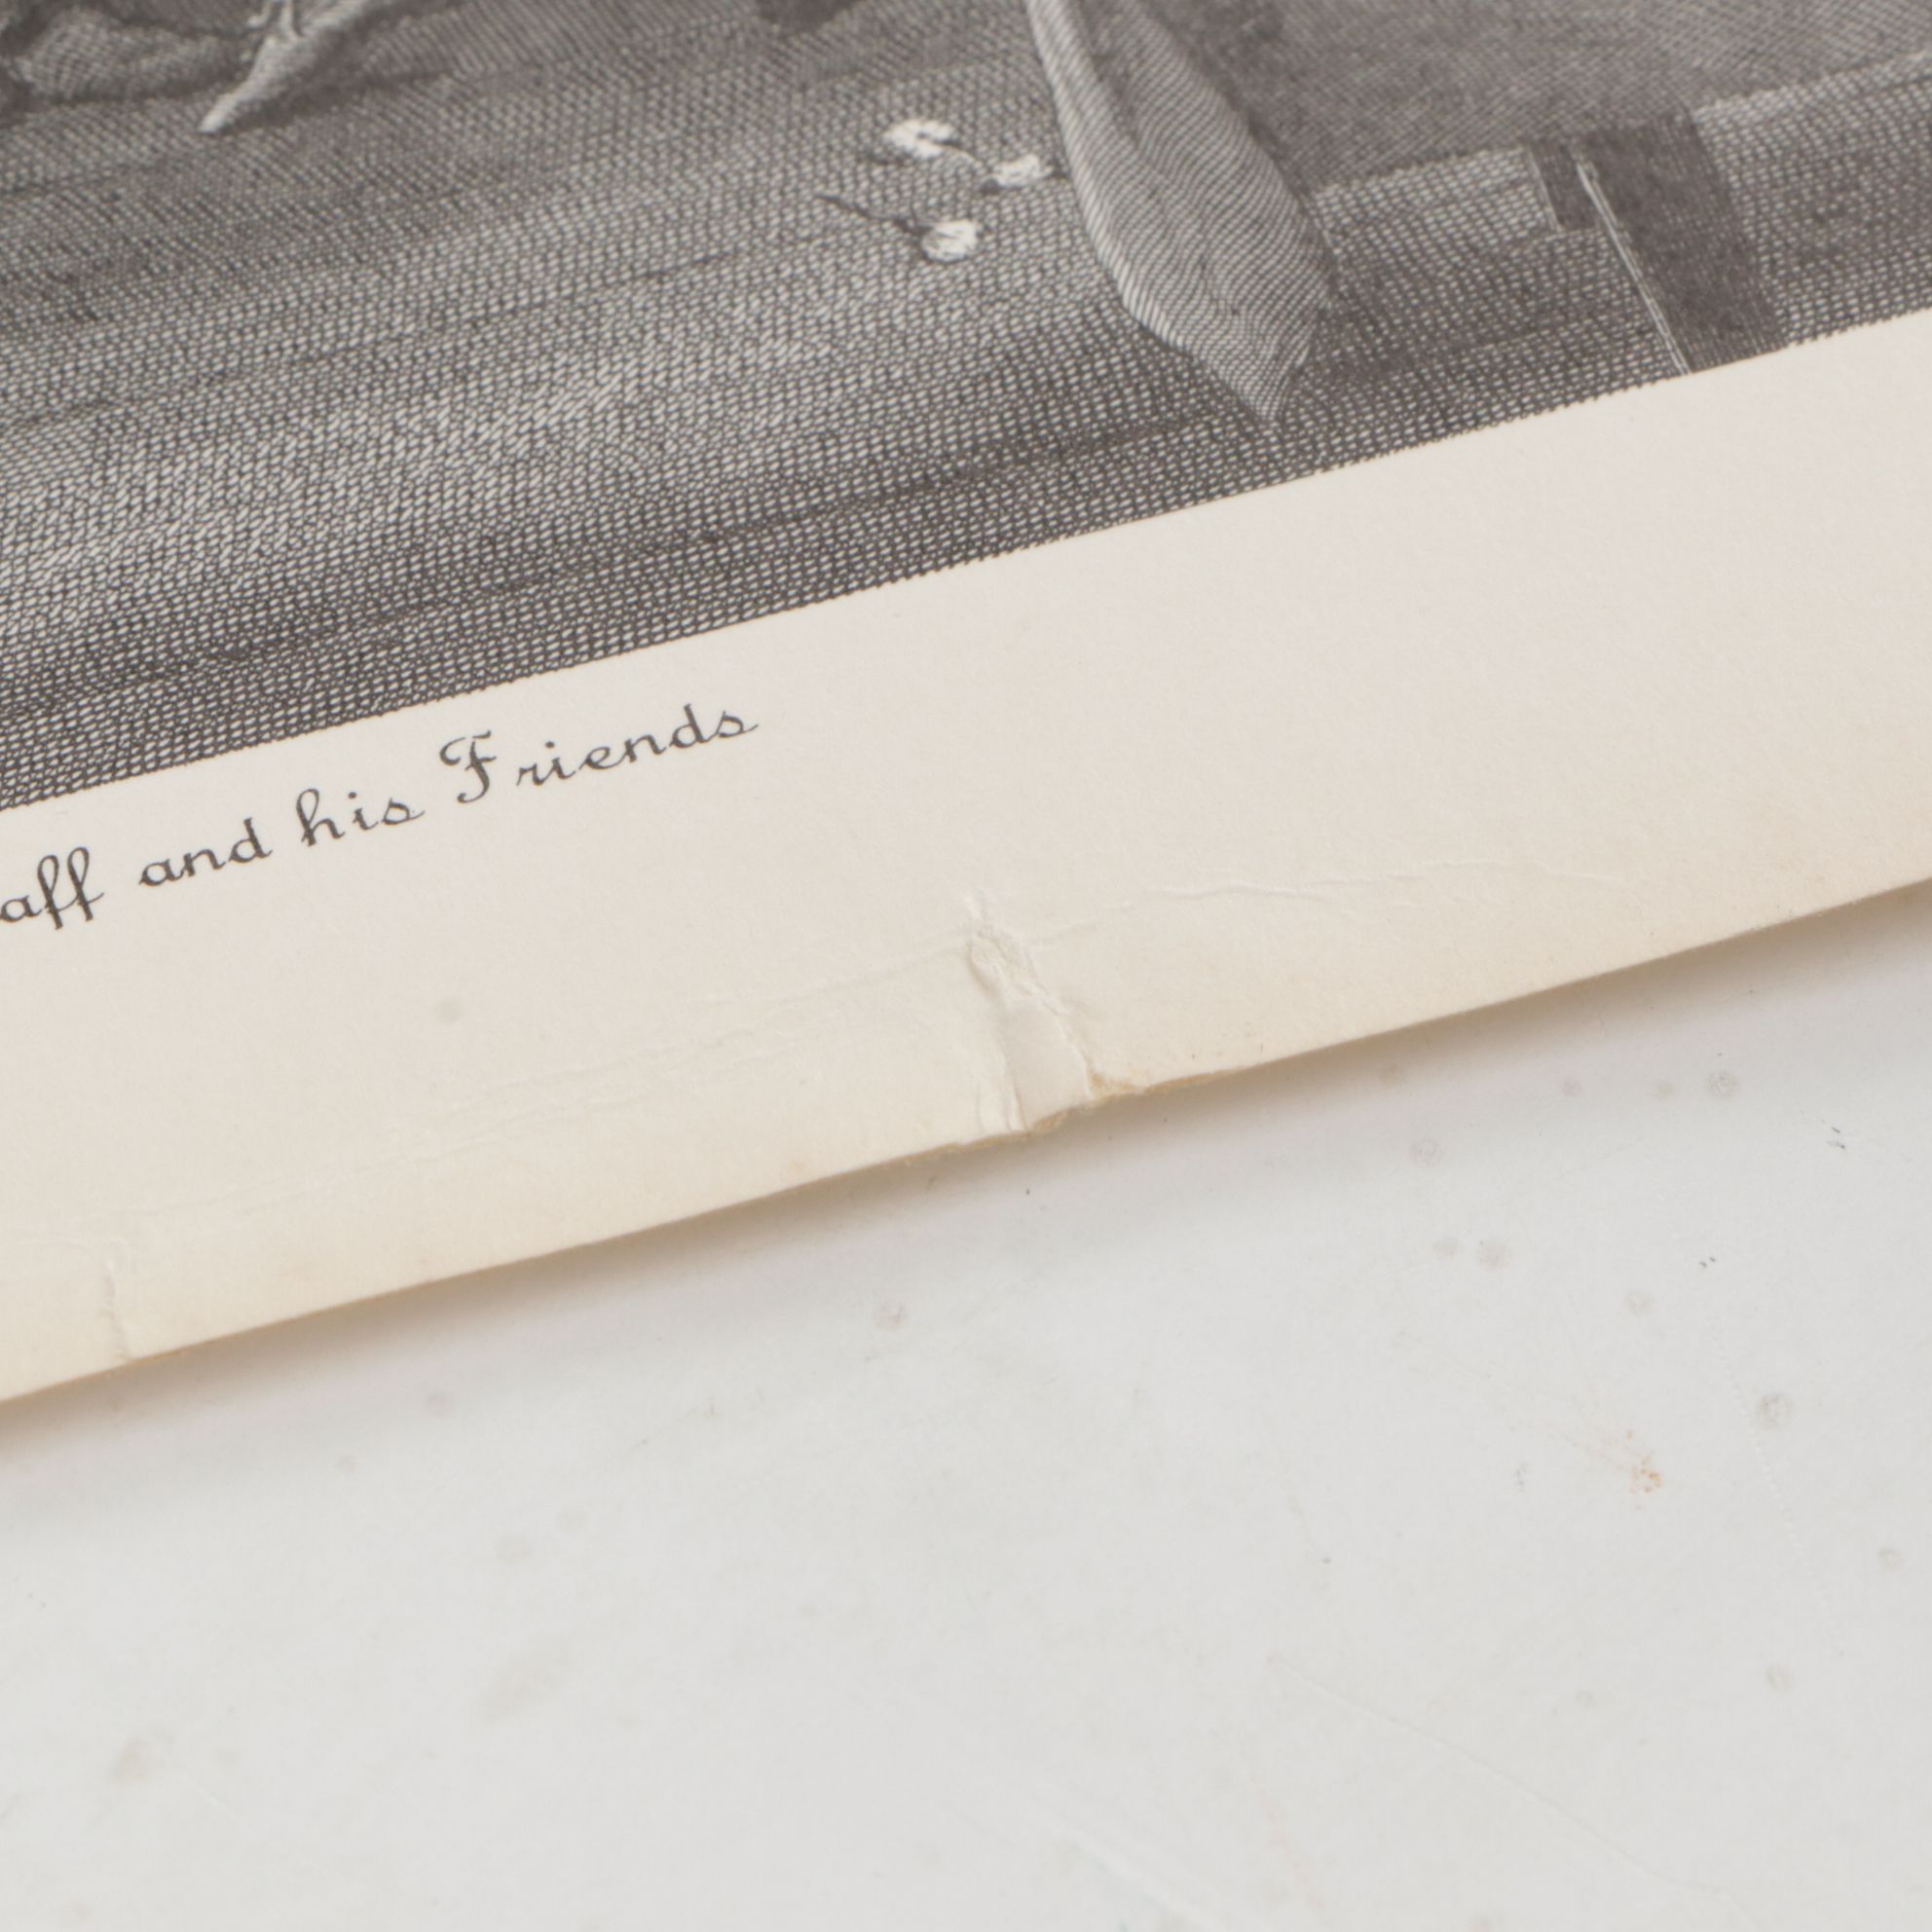 aff and his Friends